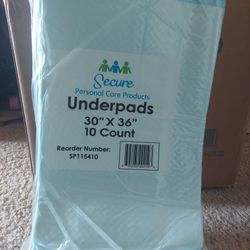 Secure
Personal Care Products
Underpads
30" X 36"
10 Count
Reorder Number:
SP115410